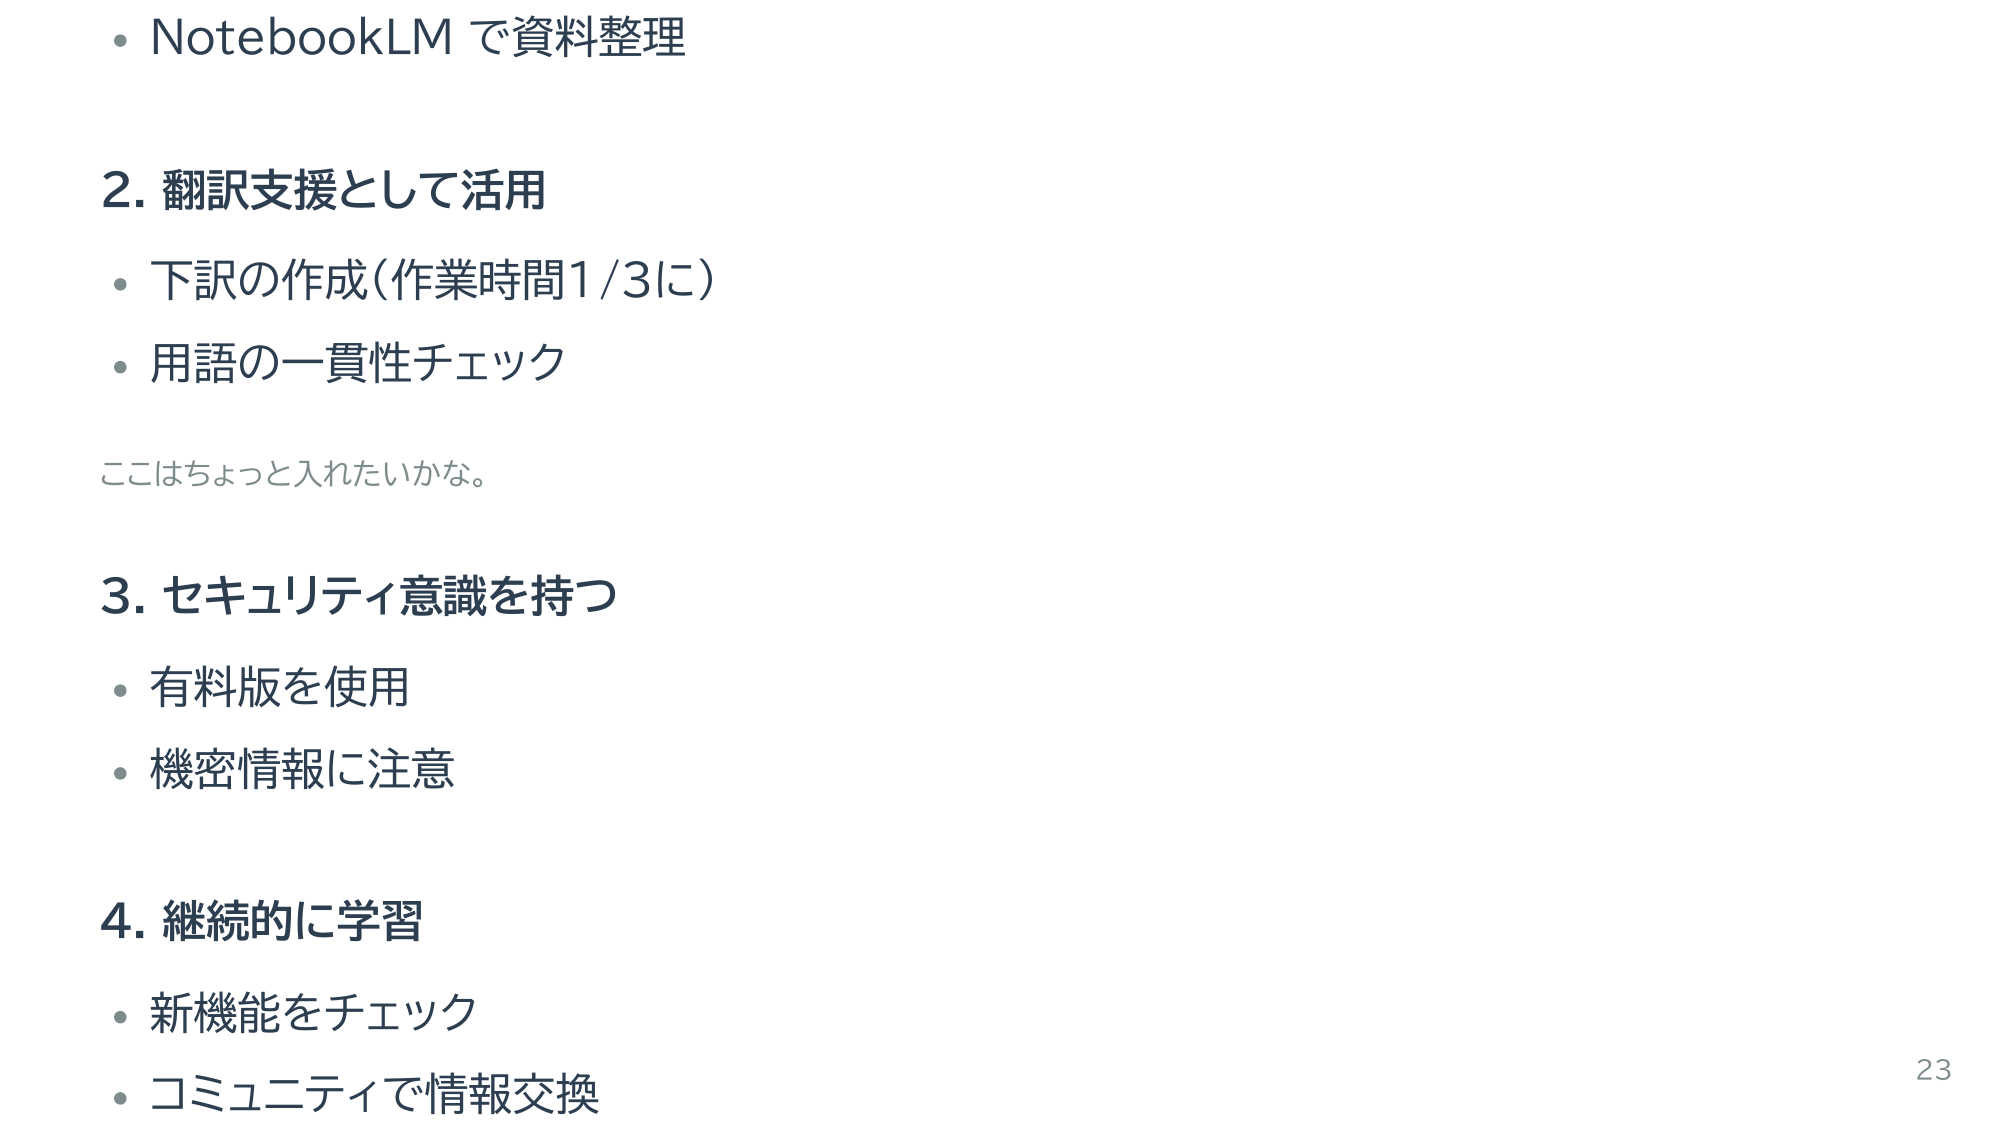 • NotebookLM で資料整理
2. 翻訳支援として活用
• 下訳の作成（作業時間1/3に）
• 用語の一貫性チェック
ここはちょっと入れたいかな。
3. セキュリティ意識を持つ
• 有料版を使用
• 機密情報に注意
4. 継続的に学習
• 新機能をチェック
• コミュニティで情報交換
23